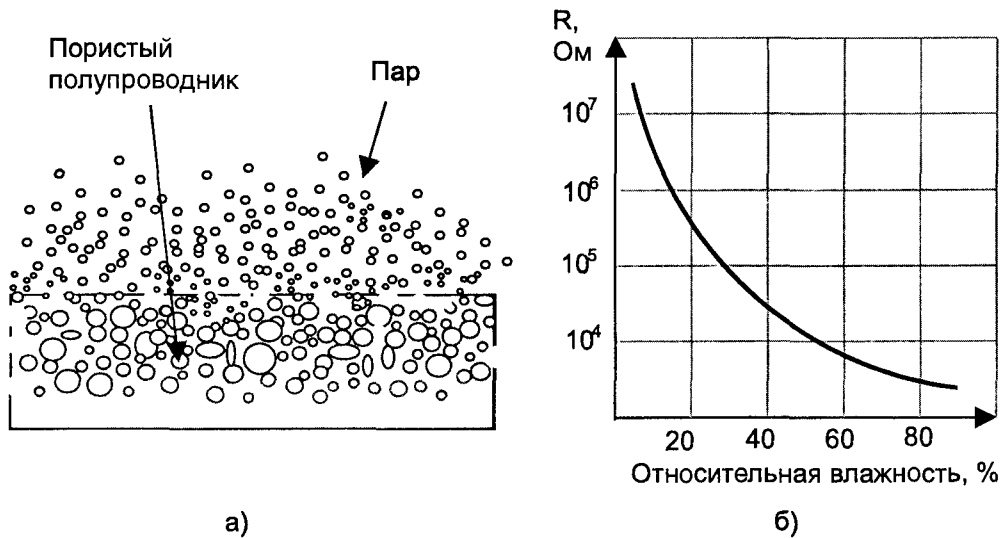 Пористый
полупроводник
Пар
а)
R,
Ом
10⁷
10⁶
10⁵
10⁴
20 40 60 80
Относительная влажность, %
б)